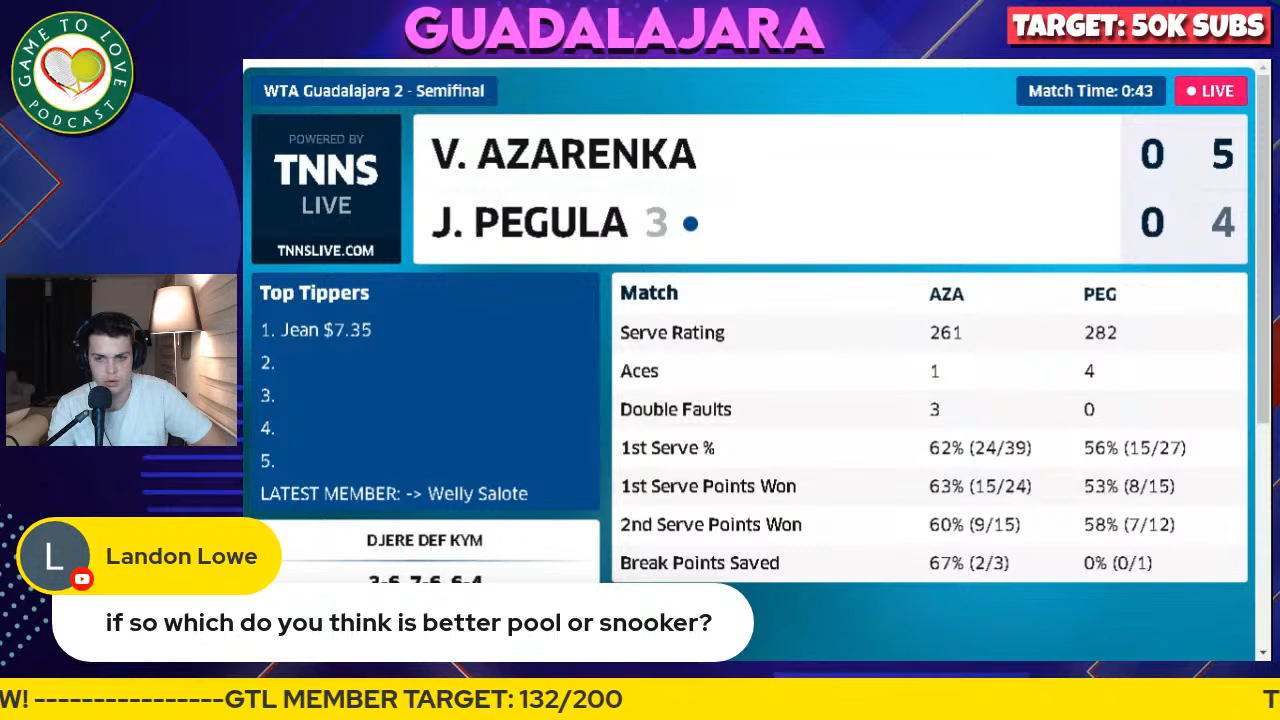 GUADALAJARA
TARGET: 50K SUBS
GAME TO LOVE
PODCAST
WTA Guadalajara 2 - Semifinal
Match Time: 0:43
LIVE
POWERED BY
TNNS
LIVE
TNNSLIVE.COM
V. AZARENKA 0 5
J. PEGULA 3 0 4
Top Tippers
1. Jean $7.35
2.
3.
4.
5.
LATEST MEMBER: -> Welly Salote
DJERE DEF KYM
3-6, 7-6, 6-4
Match AZA PEG
Serve Rating 261 282
Aces 1 4
Double Faults 3 0
1st Serve % 62% (24/39) 56% (15/27)
1st Serve Points Won 63% (15/24) 53% (8/15)
2nd Serve Points Won 60% (9/15) 58% (7/12)
Break Points Saved 67% (2/3) 0% (0/1)
L
Landon Lowe
if so which do you think is better pool or snooker?
W! ----------------GTL MEMBER TARGET: 132/200 T